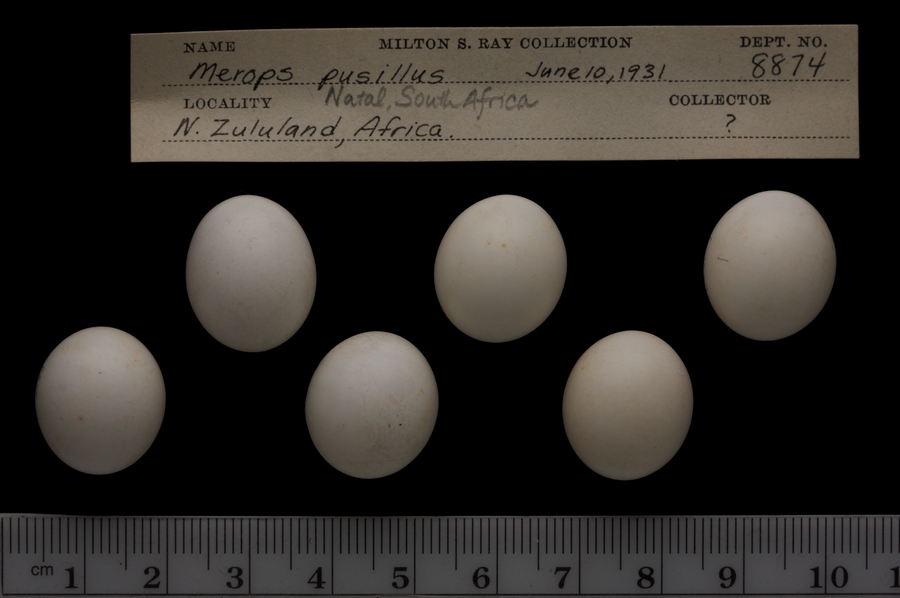 NAME MILTON S. RAY COLLECTION DEPT. NO.
Merops pusillus June 10, 1931 8874
LOCALITY Natal, South Africa COLLECTOR
N. Zululand, Africa. ?
cm 1 2 3 4 5 6 7 8 9 10 1